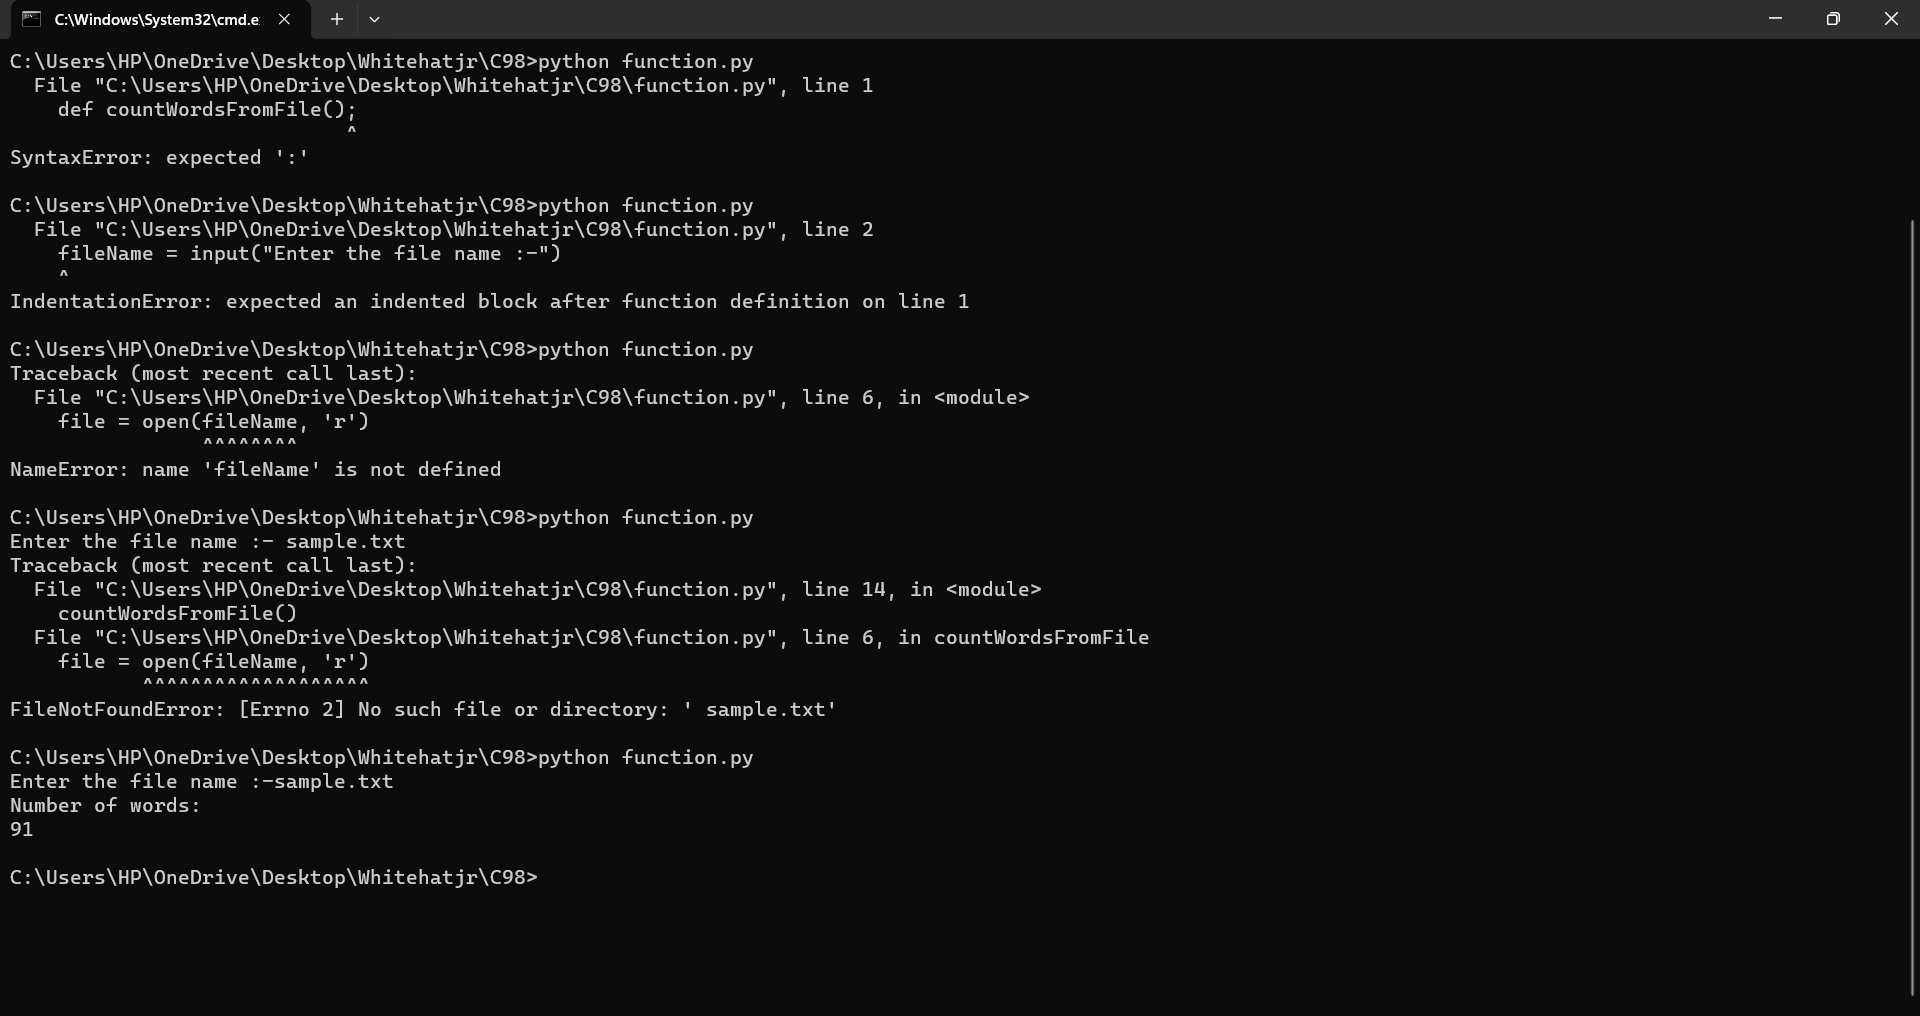 C:\Windows\System32\cmd.e
C:\Users\HP\OneDrive\Desktop\Whitehatjr\C98>python function.py
  File "C:\Users\HP\OneDrive\Desktop\Whitehatjr\C98\function.py", line 1
    def countWordsFromFile();
                            ^
SyntaxError: expected ':'

C:\Users\HP\OneDrive\Desktop\Whitehatjr\C98>python function.py
  File "C:\Users\HP\OneDrive\Desktop\Whitehatjr\C98\function.py", line 2
    fileName = input("Enter the file name :-")
    ^
IndentationError: expected an indented block after function definition on line 1

C:\Users\HP\OneDrive\Desktop\Whitehatjr\C98>python function.py
Traceback (most recent call last):
  File "C:\Users\HP\OneDrive\Desktop\Whitehatjr\C98\function.py", line 6, in <module>
    file = open(fileName, 'r')
                ^^^^^^^^
NameError: name 'fileName' is not defined

C:\Users\HP\OneDrive\Desktop\Whitehatjr\C98>python function.py
Enter the file name :- sample.txt
Traceback (most recent call last):
  File "C:\Users\HP\OneDrive\Desktop\Whitehatjr\C98\function.py", line 14, in <module>
    countWordsFromFile()
  File "C:\Users\HP\OneDrive\Desktop\Whitehatjr\C98\function.py", line 6, in countWordsFromFile
    file = open(fileName, 'r')
           ^^^^^^^^^^^^^^^^^^^
FileNotFoundError: [Errno 2] No such file or directory: ' sample.txt'

C:\Users\HP\OneDrive\Desktop\Whitehatjr\C98>python function.py
Enter the file name :-sample.txt
Number of words:
91

C:\Users\HP\OneDrive\Desktop\Whitehatjr\C98>